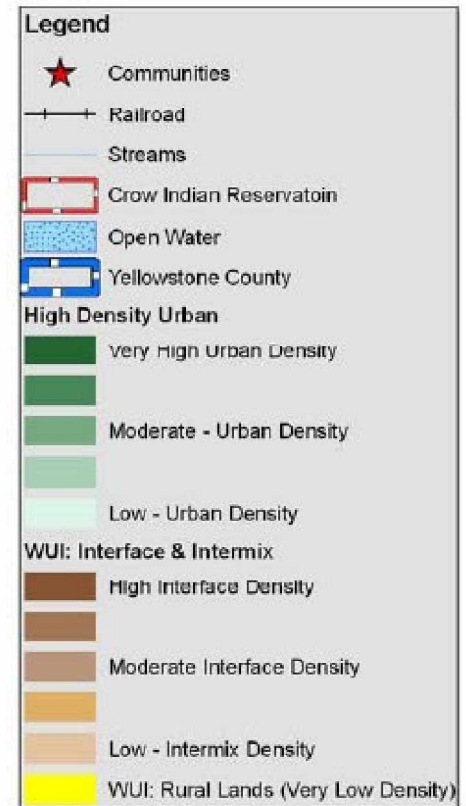 Legend
Communities
Railroad
Streams
Crow Indian Reservatoin
Open Water
Yellowstone County
High Density Urban
Very High Urban Density
Moderate - Urban Density
Low - Urban Density
WUI: Interface & Intermix
High Interface Density
Moderate Interface Density
Low - Intermix Density
WUI: Rural Lands (Very Low Density)